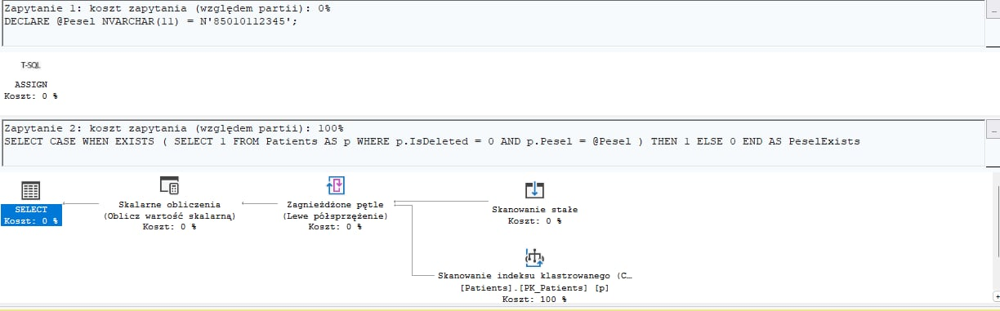 Zapytanie 1: koszt zapytania (względem partii): 0%
DECLARE @Pesel NVARCHAR(11) = N'85010112345';
...
T-SQL
ASSIGN
Koszt: 0 %
Zapytanie 2: koszt zapytania (względem partii): 100%
SELECT CASE WHEN EXISTS ( SELECT 1 FROM Patients AS p WHERE p.IsDeleted = 0 AND p.Pesel = @Pesel ) THEN 1 ELSE 0 END AS PeselExists
...
SELECT
Koszt: 0 %
Skalarne obliczenia
(Oblicz wartość skalarną)
Koszt: 0 %
Zagnieżdżone pętle
(Lewe półsprzężenie)
Koszt: 0 %
Skanowanie stałe
Koszt: 0 %
Skanowanie indeksu klastrowanego (C…
[Patients].[PK_Patients] [p]
Koszt: 100 %